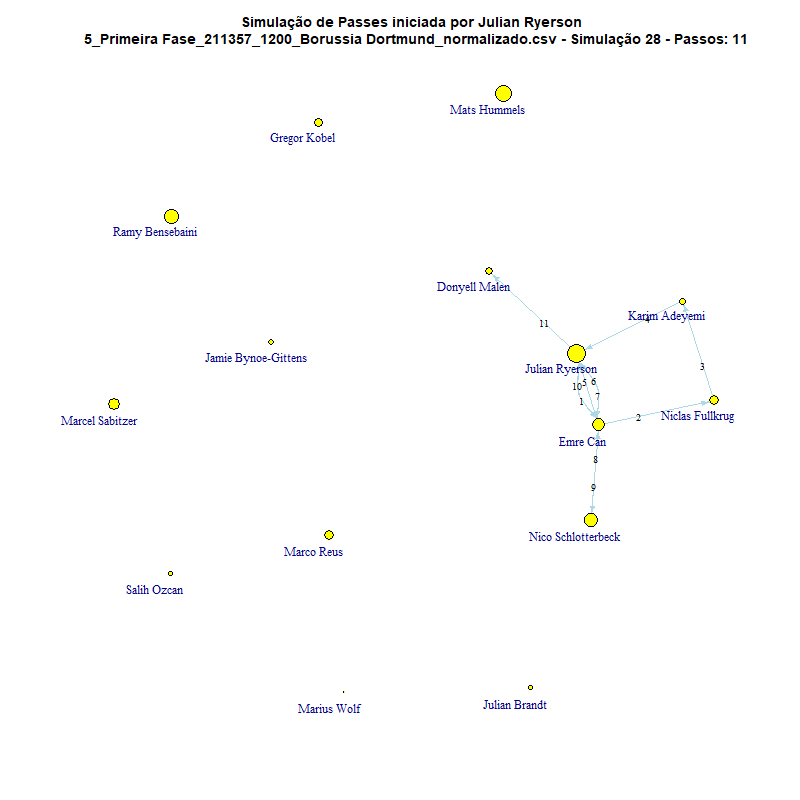 Simulação de Passes iniciada por Julian Ryerson
5_Primeira Fase_211357_1200_Borussia Dortmund_normalizado.csv - Simulação 28 - Passos: 11
Mats Hummels
Gregor Kobel
Ramy Bensebaini
Donyell Malen
Karim Adeyemi
4
11
Jamie Bynoe-Gittens
Julian Ryerson
3
10
5
6
7
1
Marcel Sabitzer
2
Niclas Fullkrug
Emre Can
8
9
Nico Schlotterbeck
Marco Reus
Salih Ozcan
Marius Wolf
Julian Brandt